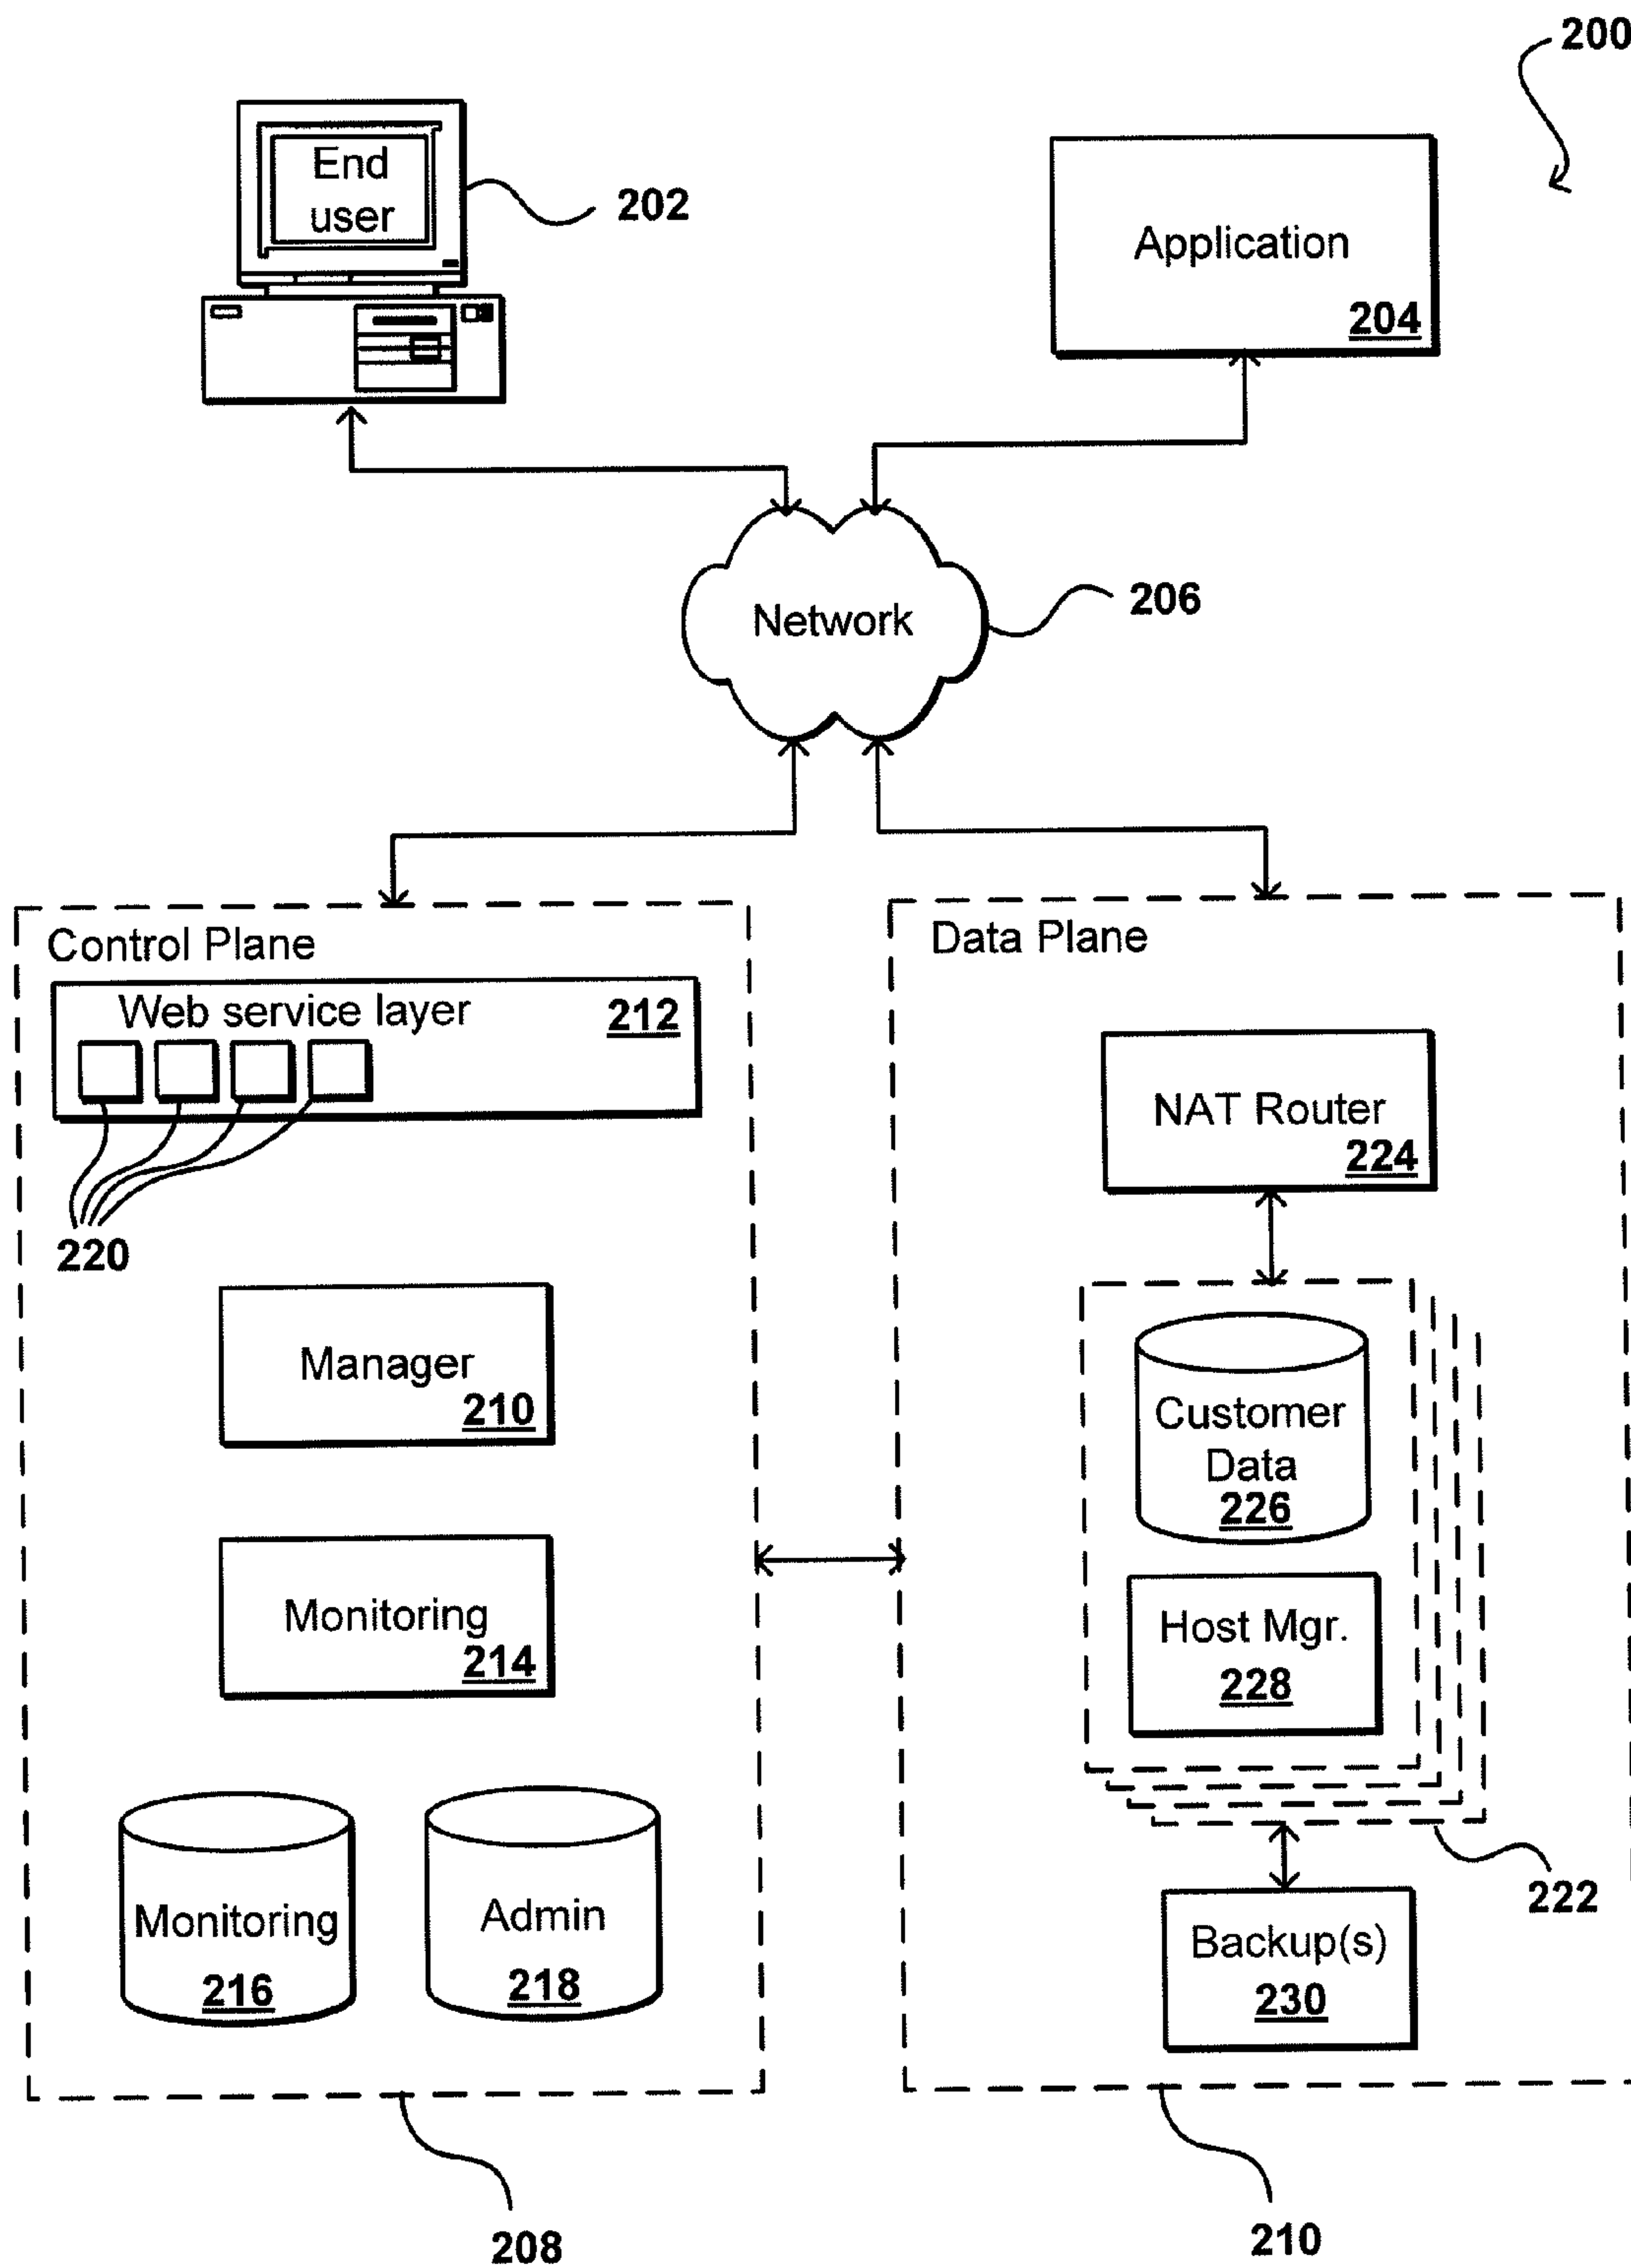 200
End
user
202
Application
204
Network
206
Control Plane
Web service layer
212
220
Manager
210
Monitoring
214
Monitoring
216
Admin
218
208
Data Plane
NAT Router
224
Customer
Data
226
Host Mgr.
228
222
Backup(s)
230
210